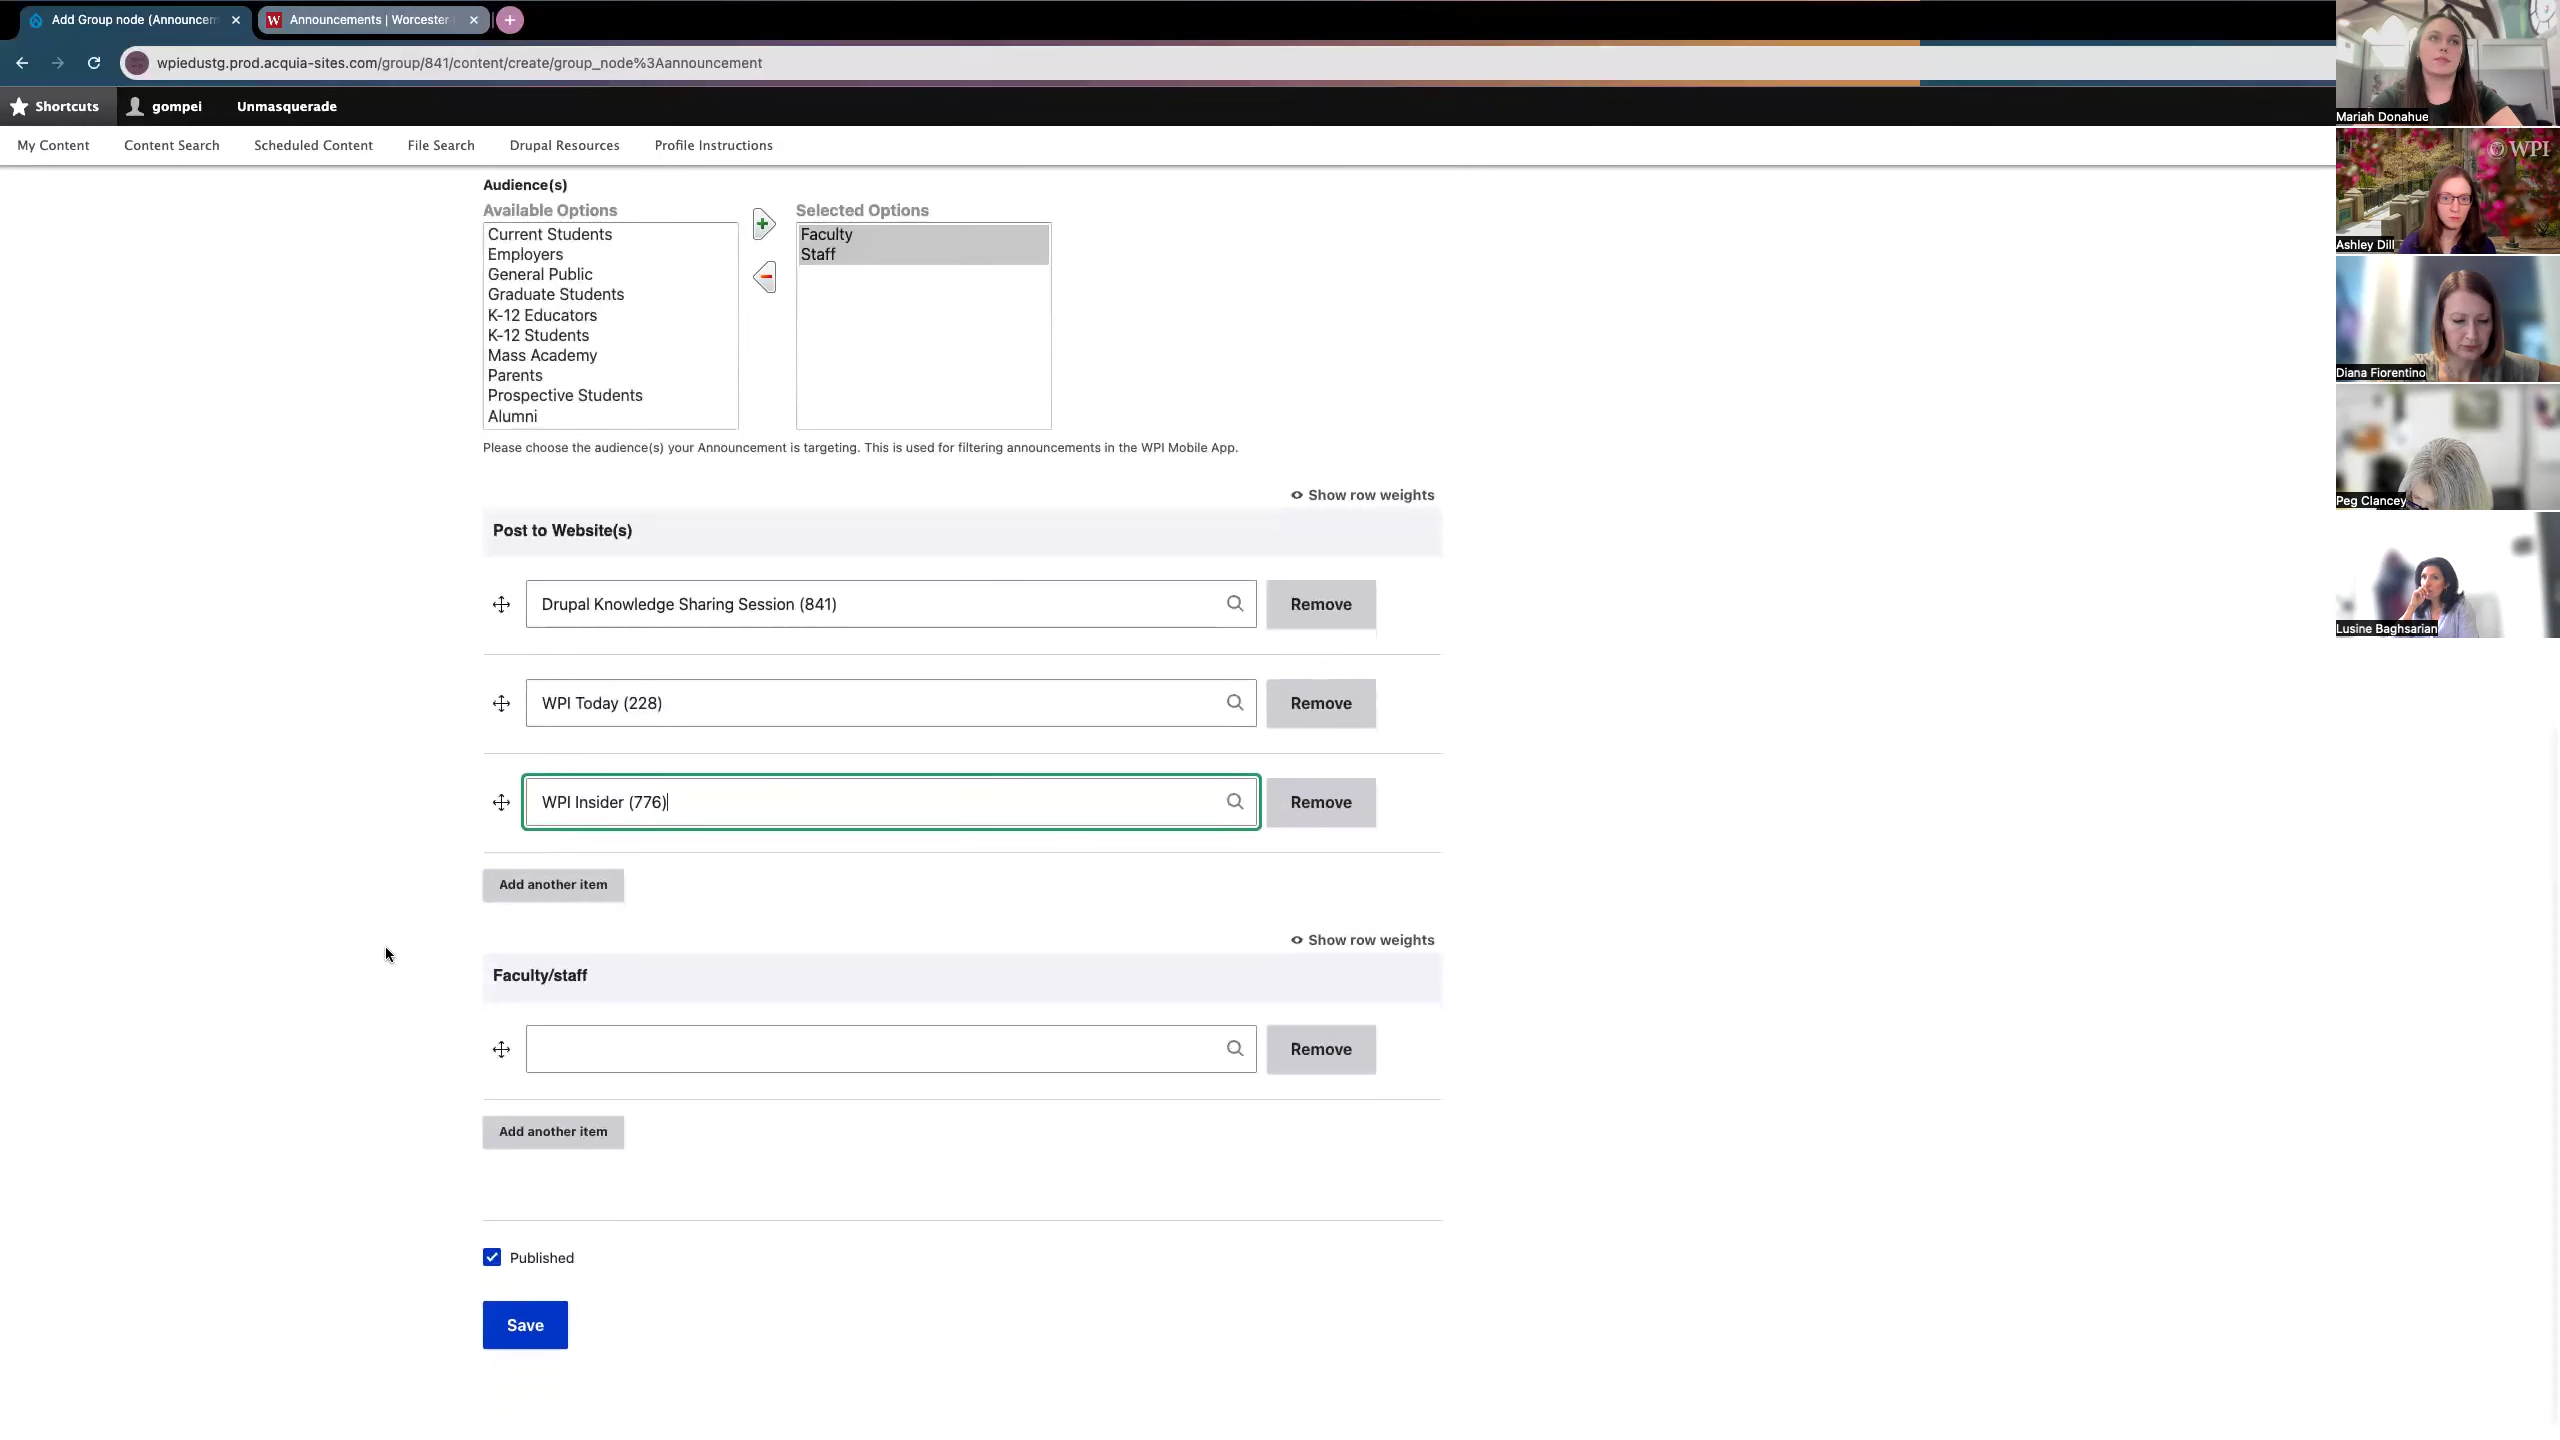 Add Group node (Announcem
Announcements | Worcester
wpiedustg.prod.acquia-sites.com/group/841/content/create/group_node%3Aannouncement
Shortcuts
gompei
Unmasquerade
My Content
Content Search
Scheduled Content
File Search
Drupal Resources
Profile Instructions
Audience(s)
Available Options
Selected Options
Current Students
Employers
General Public
Graduate Students
K-12 Educators
K-12 Students
Mass Academy
Parents
Prospective Students
Alumni
Faculty
Staff
Please choose the audience(s) your Announcement is targeting. This is used for filtering announcements in the WPI Mobile App.
Show row weights
Post to Website(s)
Drupal Knowledge Sharing Session (841)
Remove
WPI Today (228)
Remove
WPI Insider (776)
Remove
Add another item
Show row weights
Faculty/staff
Remove
Add another item
Published
Save
Mariah Donahue
WPI
Ashley Dill
Diana Fiorentino
Peg Clancey
Lusine Baghsarian